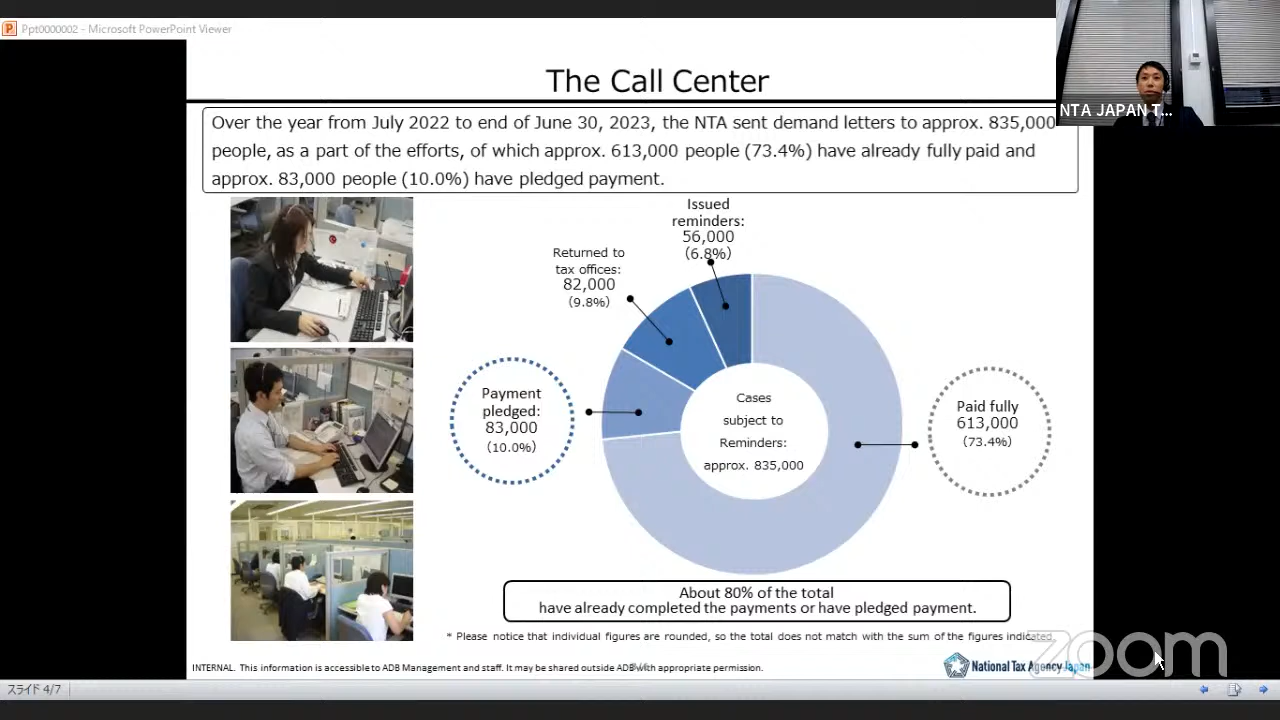 Ppt0000002 - Microsoft PowerPoint Viewer
NTA JAPAN T...
The Call Center
Over the year from July 2022 to end of June 30, 2023, the NTA sent demand letters to approx. 835,000
people, as a part of the efforts, of which approx. 613,000 people (73.4%) have already fully paid and
approx. 83,000 people (10.0%) have pledged payment.
Issued
reminders:
56,000
(6.8%)
Returned to
tax offices:
82,000
(9.8%)
Payment
pledged:
83,000
(10.0%)
Cases
subject to
Reminders:
approx. 835,000
Paid fully
613,000
(73.4%)
About 80% of the total
have already completed the payments or have pledged payment.
* Please notice that individual figures are rounded, so the total does not match with the sum of the figures indicated.
INTERNAL. This information is accessible to ADB Management and staff. It may be shared outside ADB with appropriate permission.
National Tax Agency Japan
zoom
スライド 4/7